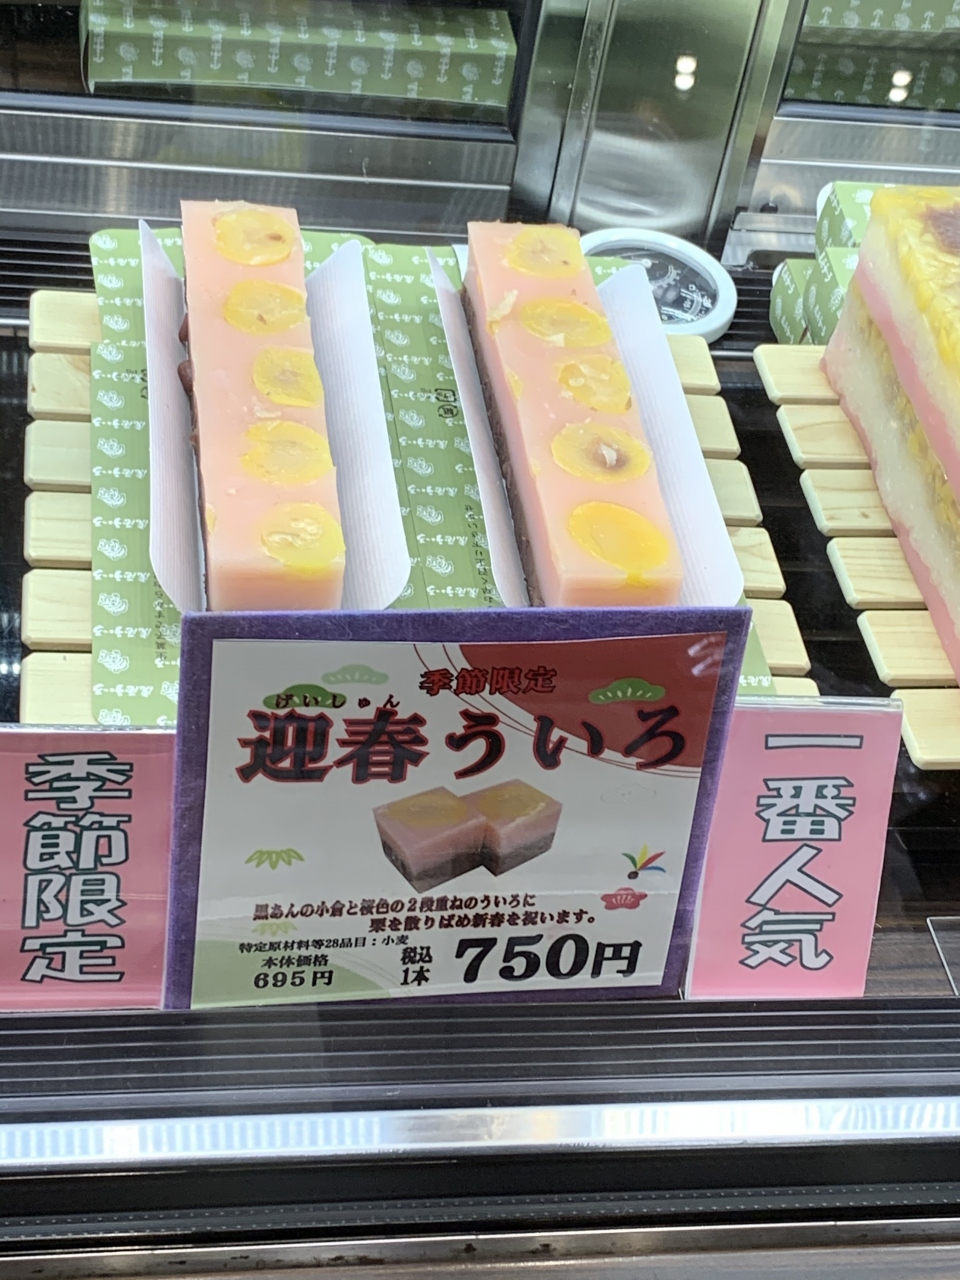 季節限定
季節限定
げいしゅん
迎春ういろ
黒あんの小倉と桜色の2段重ねのういろに
栗を散りばめ新春を祝います。
特定原材料等28品目：小麦
本体価格
695円
税込
1本
750円
一番人気